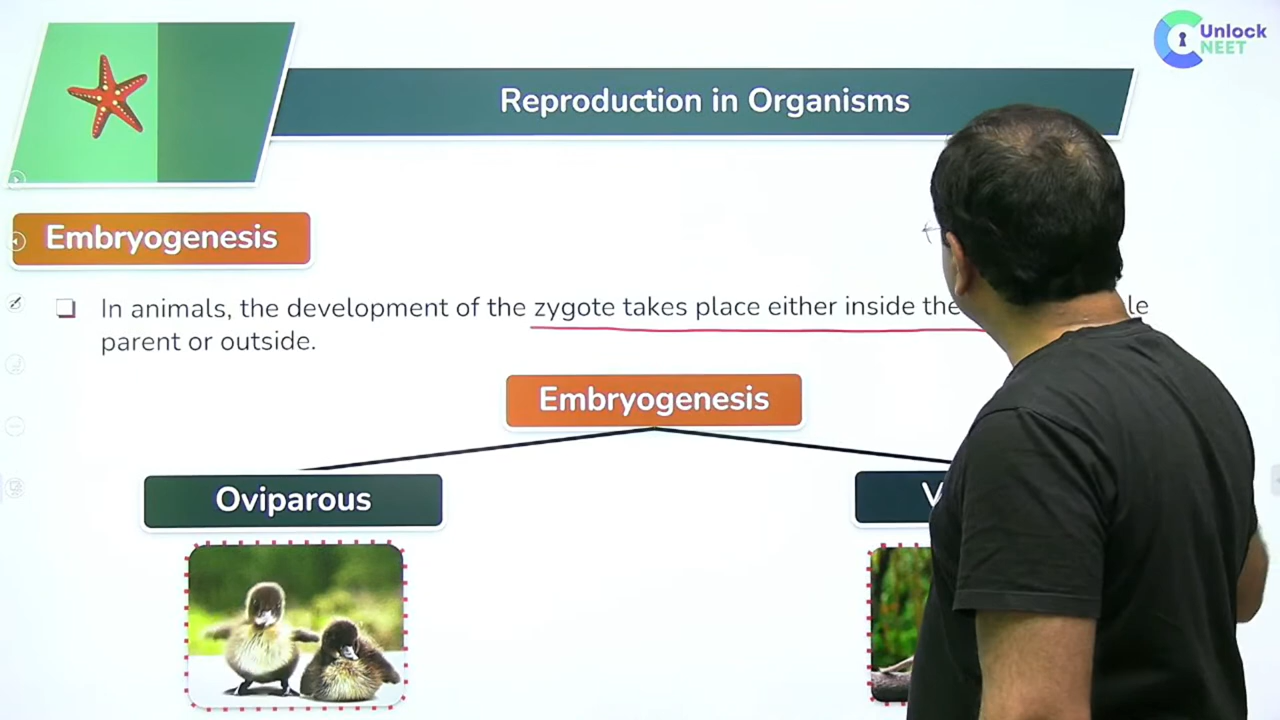 Unlock
NEET
Reproduction in Organisms
Embryogenesis
In animals, the development of the zygote takes place either inside the
parent or outside.
Embryogenesis
Oviparous